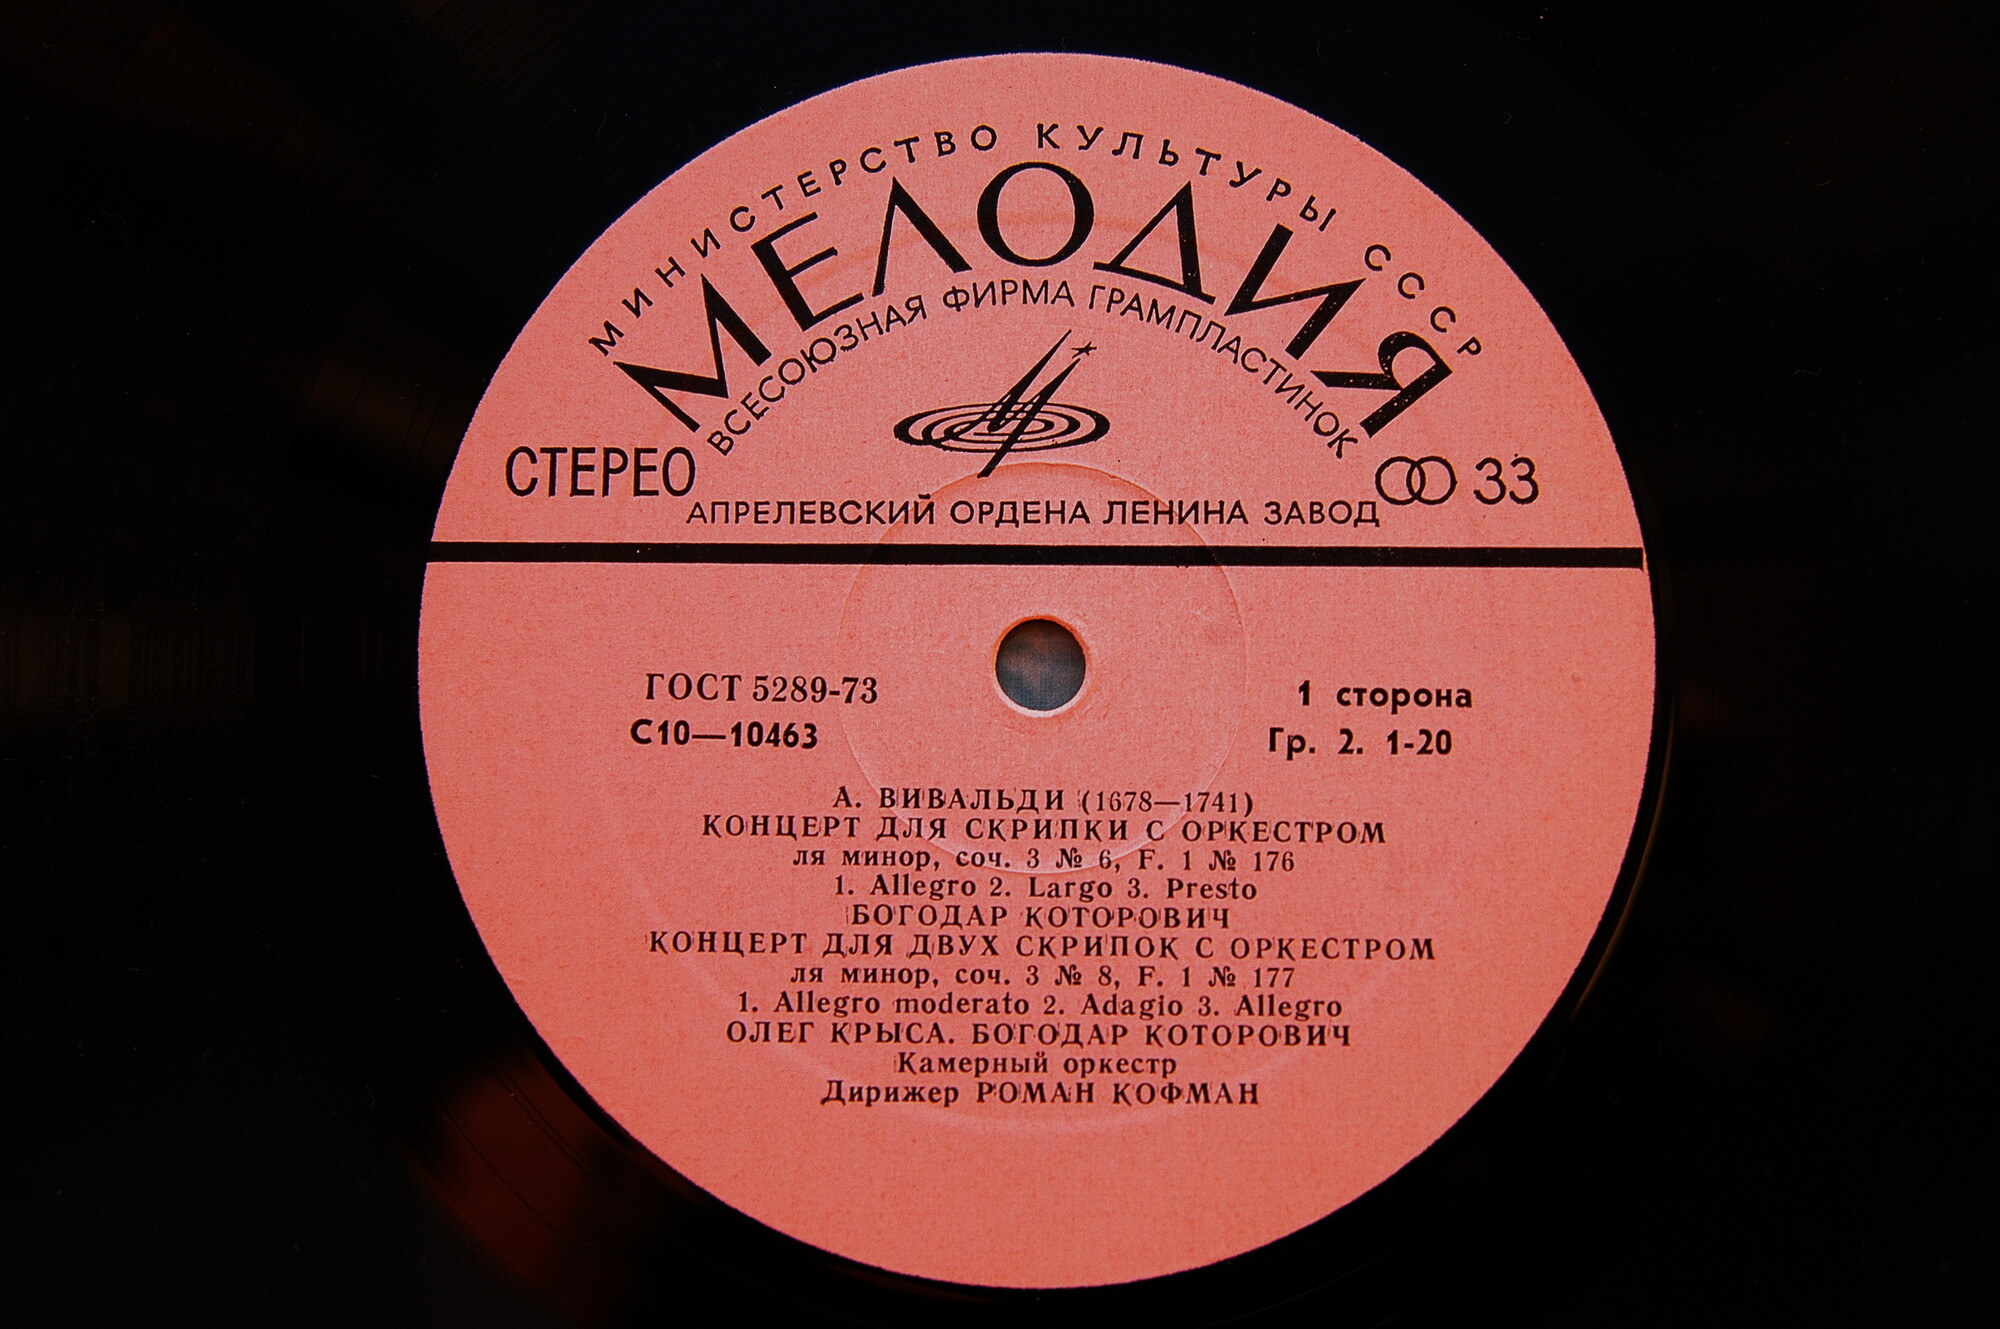 МИНИСТЕРСТВО КУЛЬТУРЫ СССР
МЕЛОДИЯ
ВСЕСОЮЗНАЯ ФИРМА ГРАМПЛАСТИНОК
СТЕРЕО
33
АПРЕЛЕВСКИЙ ОРДЕНА ЛЕНИНА ЗАВОД
ГОСТ 5289-73
1 сторона
С10—10463
Гр. 2. 1-20
А. ВИВАЛЬДИ (1678—1741)
КОНЦЕРТ ДЛЯ СКРИПКИ С ОРКЕСТРОМ
ля минор, соч. 3 № 6, F. 1 № 176
1. Allegro 2. Largo 3. Presto
БОГОДАР КОТОРОВИЧ
КОНЦЕРТ ДЛЯ ДВУХ СКРИПОК С ОРКЕСТРОМ
ля минор, соч. 3 № 8, F. 1 № 177
1. Allegro moderato 2. Adagio 3. Allegro
ОЛЕГ КРЫСА. БОГОДАР КОТОРОВИЧ
Камерный оркестр
Дирижер РОМАН КОФМАН